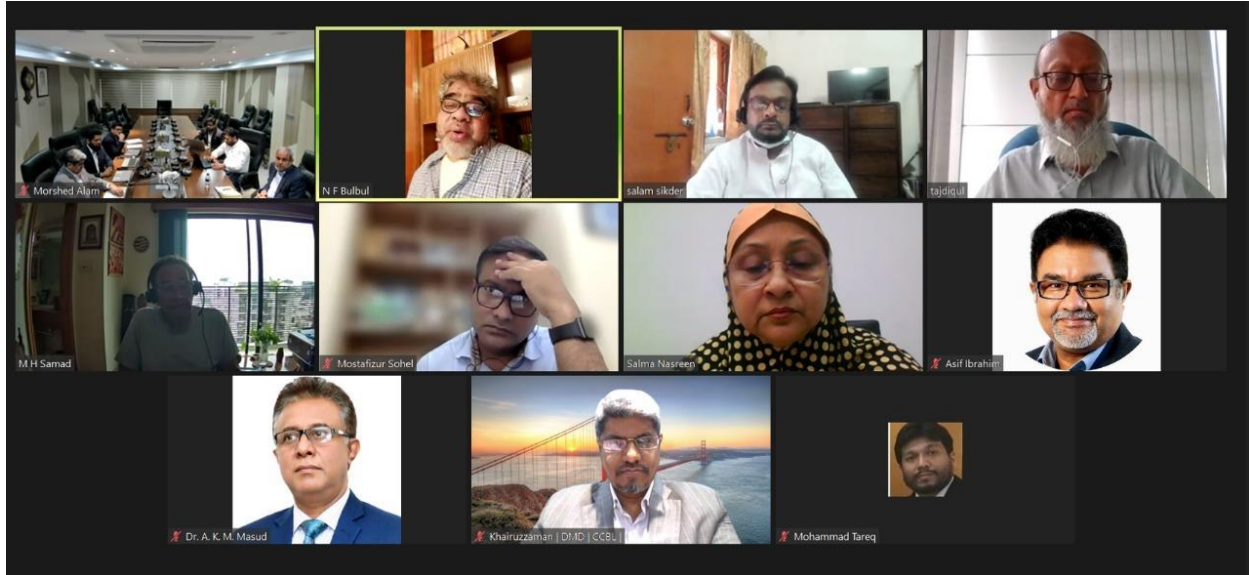 Morshed Alam
N F Bulbul
salam sikder
tajdiqul
M H Samad
Mostafizur Sohel
Salma Nasreen
Asif Ibrahim
Dr. A. K. M. Masud
Khairuzzaman | DMD | CCBL |
Mohammad Tareq